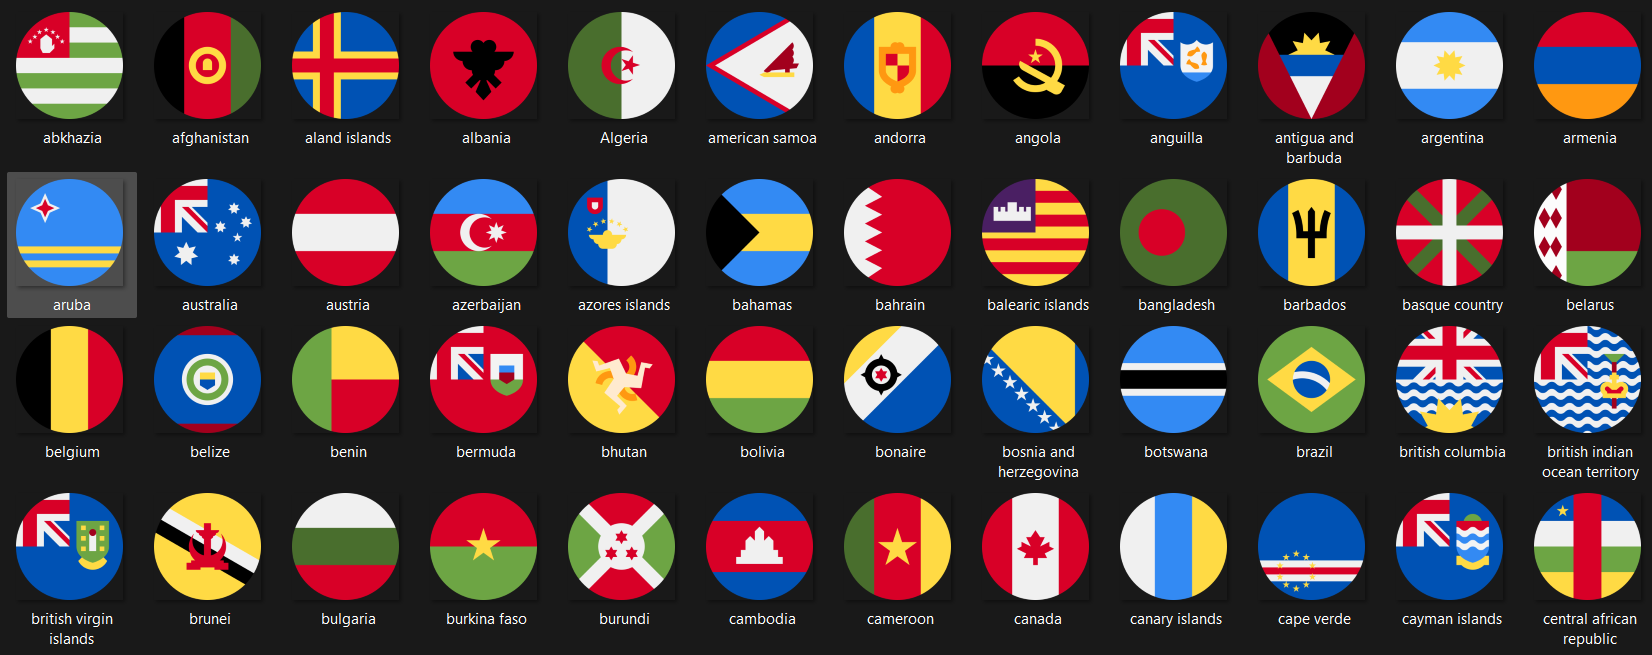 abkhazia
afghanistan
aland islands
albania
Algeria
american samoa
andorra
angola
anguilla
antigua and
barbuda
argentina
armenia
aruba
australia
austria
azerbaijan
azores islands
bahamas
bahrain
balearic islands
bangladesh
barbados
basque country
belarus
belgium
belize
benin
bermuda
bhutan
bolivia
bonaire
bosnia and
herzegovina
botswana
brazil
british columbia
british indian
ocean territory
british virgin
islands
brunei
bulgaria
burkina faso
burundi
cambodia
cameroon
canada
canary islands
cape verde
cayman islands
central african
republic